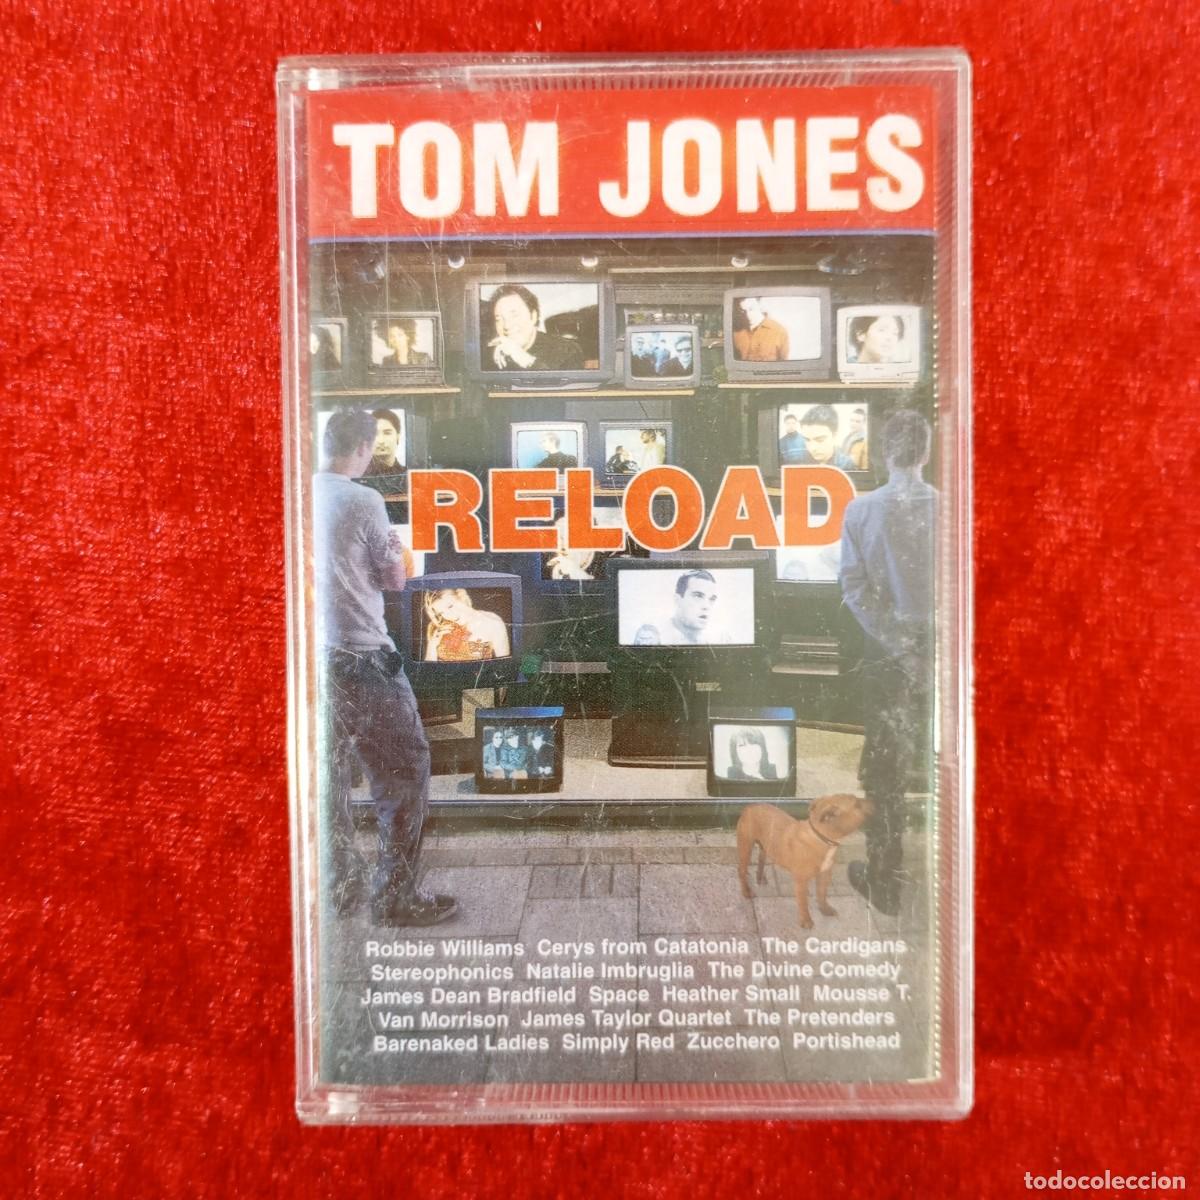 TOM JONES
RELOAD
Robbie Williams Cerys from Catatonia The Cardigans
Stereophonics Natalie Imbruglia The Divine Comedy
James Dean Bradfield Space Heather Small Mousse T.
Van Morrison James Taylor Quartet The Pretenders
Barenaked Ladies Simply Red Zucchero Portishead
todocoleccion